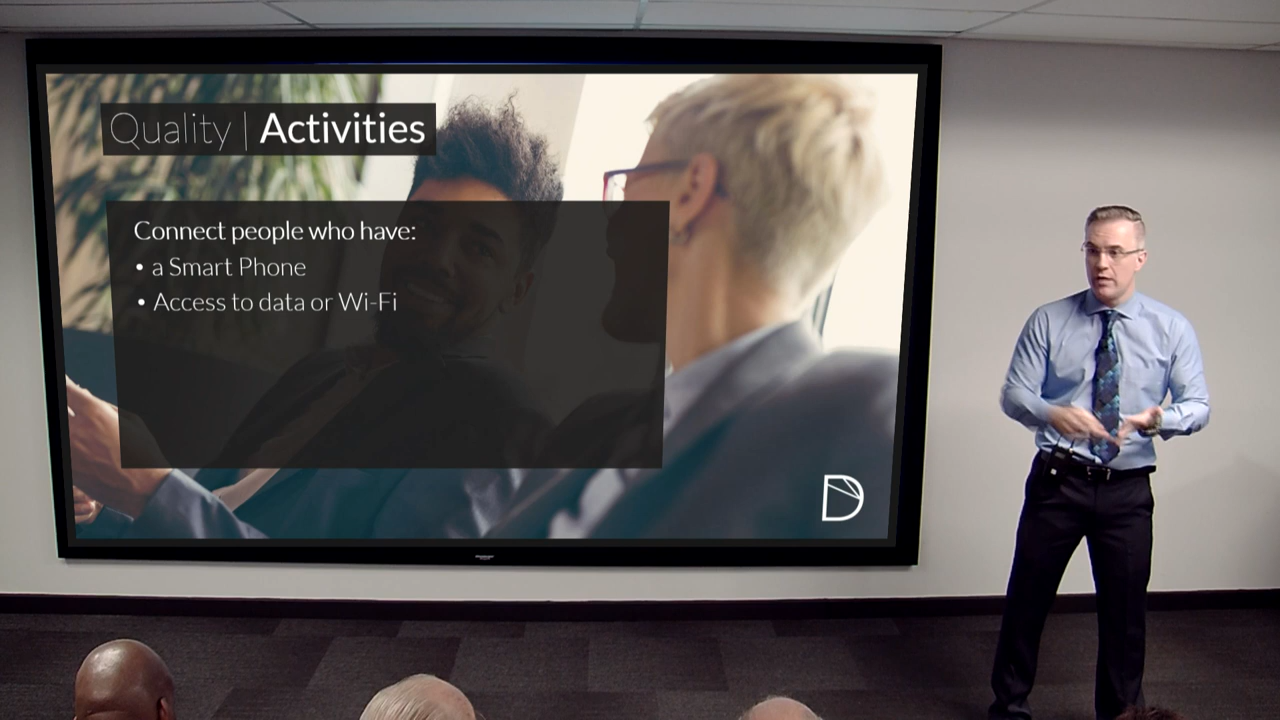 Quality | Activities
Connect people who have:
• a Smart Phone
• Access to data or Wi-Fi